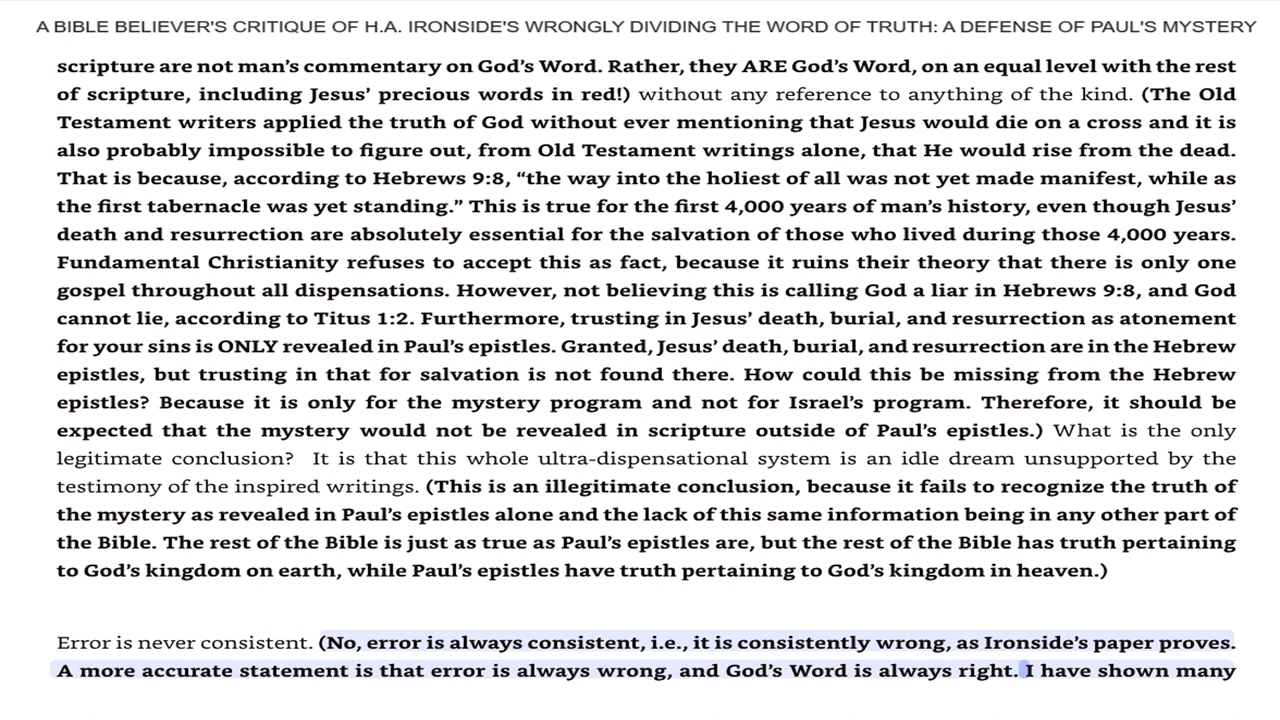 A BIBLE BELIEVER'S CRITIQUE OF H.A. IRONSIDE'S WRONGLY DIVIDING THE WORD OF TRUTH: A DEFENSE OF PAUL'S MYSTERY
scripture are not man’s commentary on God’s Word. Rather, they ARE God’s Word, on an equal level with the rest
of scripture, including Jesus’ precious words in red!) without any reference to anything of the kind. (The Old
Testament writers applied the truth of God without ever mentioning that Jesus would die on a cross and it is
also probably impossible to figure out, from Old Testament writings alone, that He would rise from the dead.
That is because, according to Hebrews 9:8, “the way into the holiest of all was not yet made manifest, while as
the first tabernacle was yet standing.” This is true for the first 4,000 years of man’s history, even though Jesus’
death and resurrection are absolutely essential for the salvation of those who lived during those 4,000 years.
Fundamental Christianity refuses to accept this as fact, because it ruins their theory that there is only one
gospel throughout all dispensations. However, not believing this is calling God a liar in Hebrews 9:8, and God
cannot lie, according to Titus 1:2. Furthermore, trusting in Jesus’ death, burial, and resurrection as atonement
for your sins is ONLY revealed in Paul’s epistles. Granted, Jesus’ death, burial, and resurrection are in the Hebrew
epistles, but trusting in that for salvation is not found there. How could this be missing from the Hebrew
epistles? Because it is only for the mystery program and not for Israel’s program. Therefore, it should be
expected that the mystery would not be revealed in scripture outside of Paul’s epistles.) What is the only
legitimate conclusion?  It is that this whole ultra-dispensational system is an idle dream unsupported by the
testimony of the inspired writings. (This is an illegitimate conclusion, because it fails to recognize the truth of
the mystery as revealed in Paul’s epistles alone and the lack of this same information being in any other part of
the Bible. The rest of the Bible is just as true as Paul’s epistles are, but the rest of the Bible has truth pertaining
to God’s kingdom on earth, while Paul’s epistles have truth pertaining to God’s kingdom in heaven.)
Error is never consistent. (No, error is always consistent, i.e., it is consistently wrong, as Ironside’s paper proves.
A more accurate statement is that error is always wrong, and God’s Word is always right. I have shown many